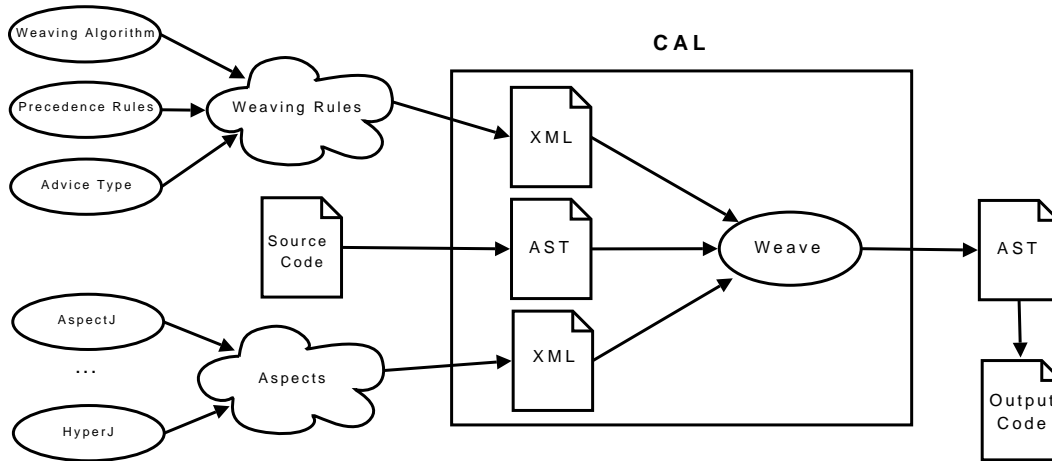 CAL
Weaving Algorithm
Precedence Rules
Advice Type
Weaving Rules
XML
Source
Code
AST
Weave
AST
AspectJ
...
HyperJ
Aspects
XML
Output
Code